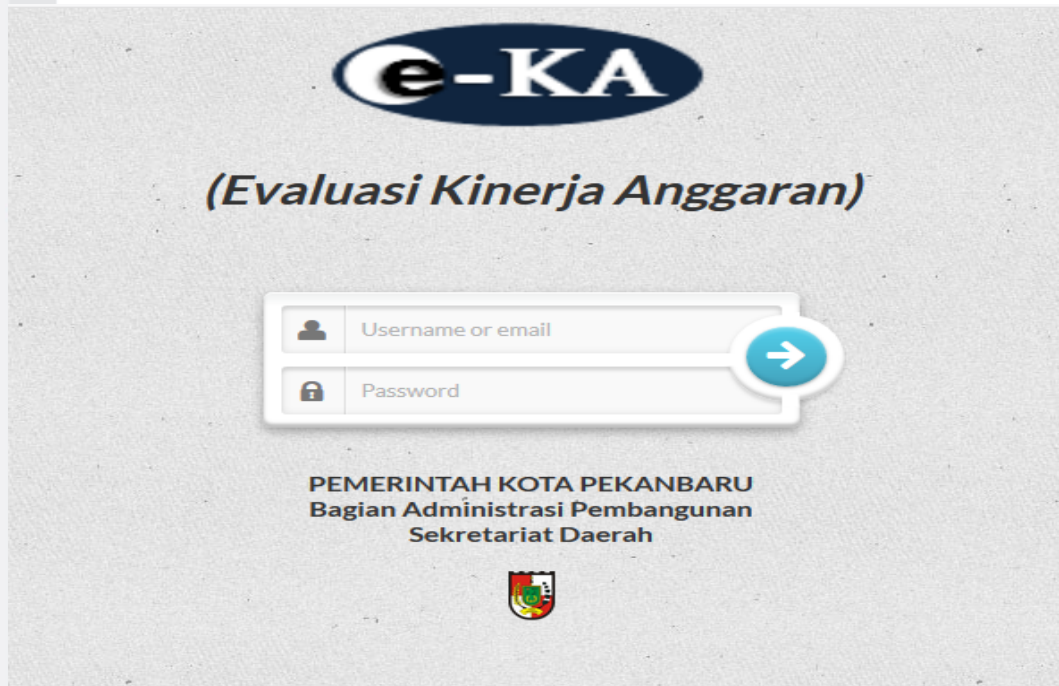 e-KA
(Evaluasi Kinerja Anggaran)
Username or email
Password
PEMERINTAH KOTA PEKANBARU
Bagian Administrasi Pembangunan
Sekretariat Daerah